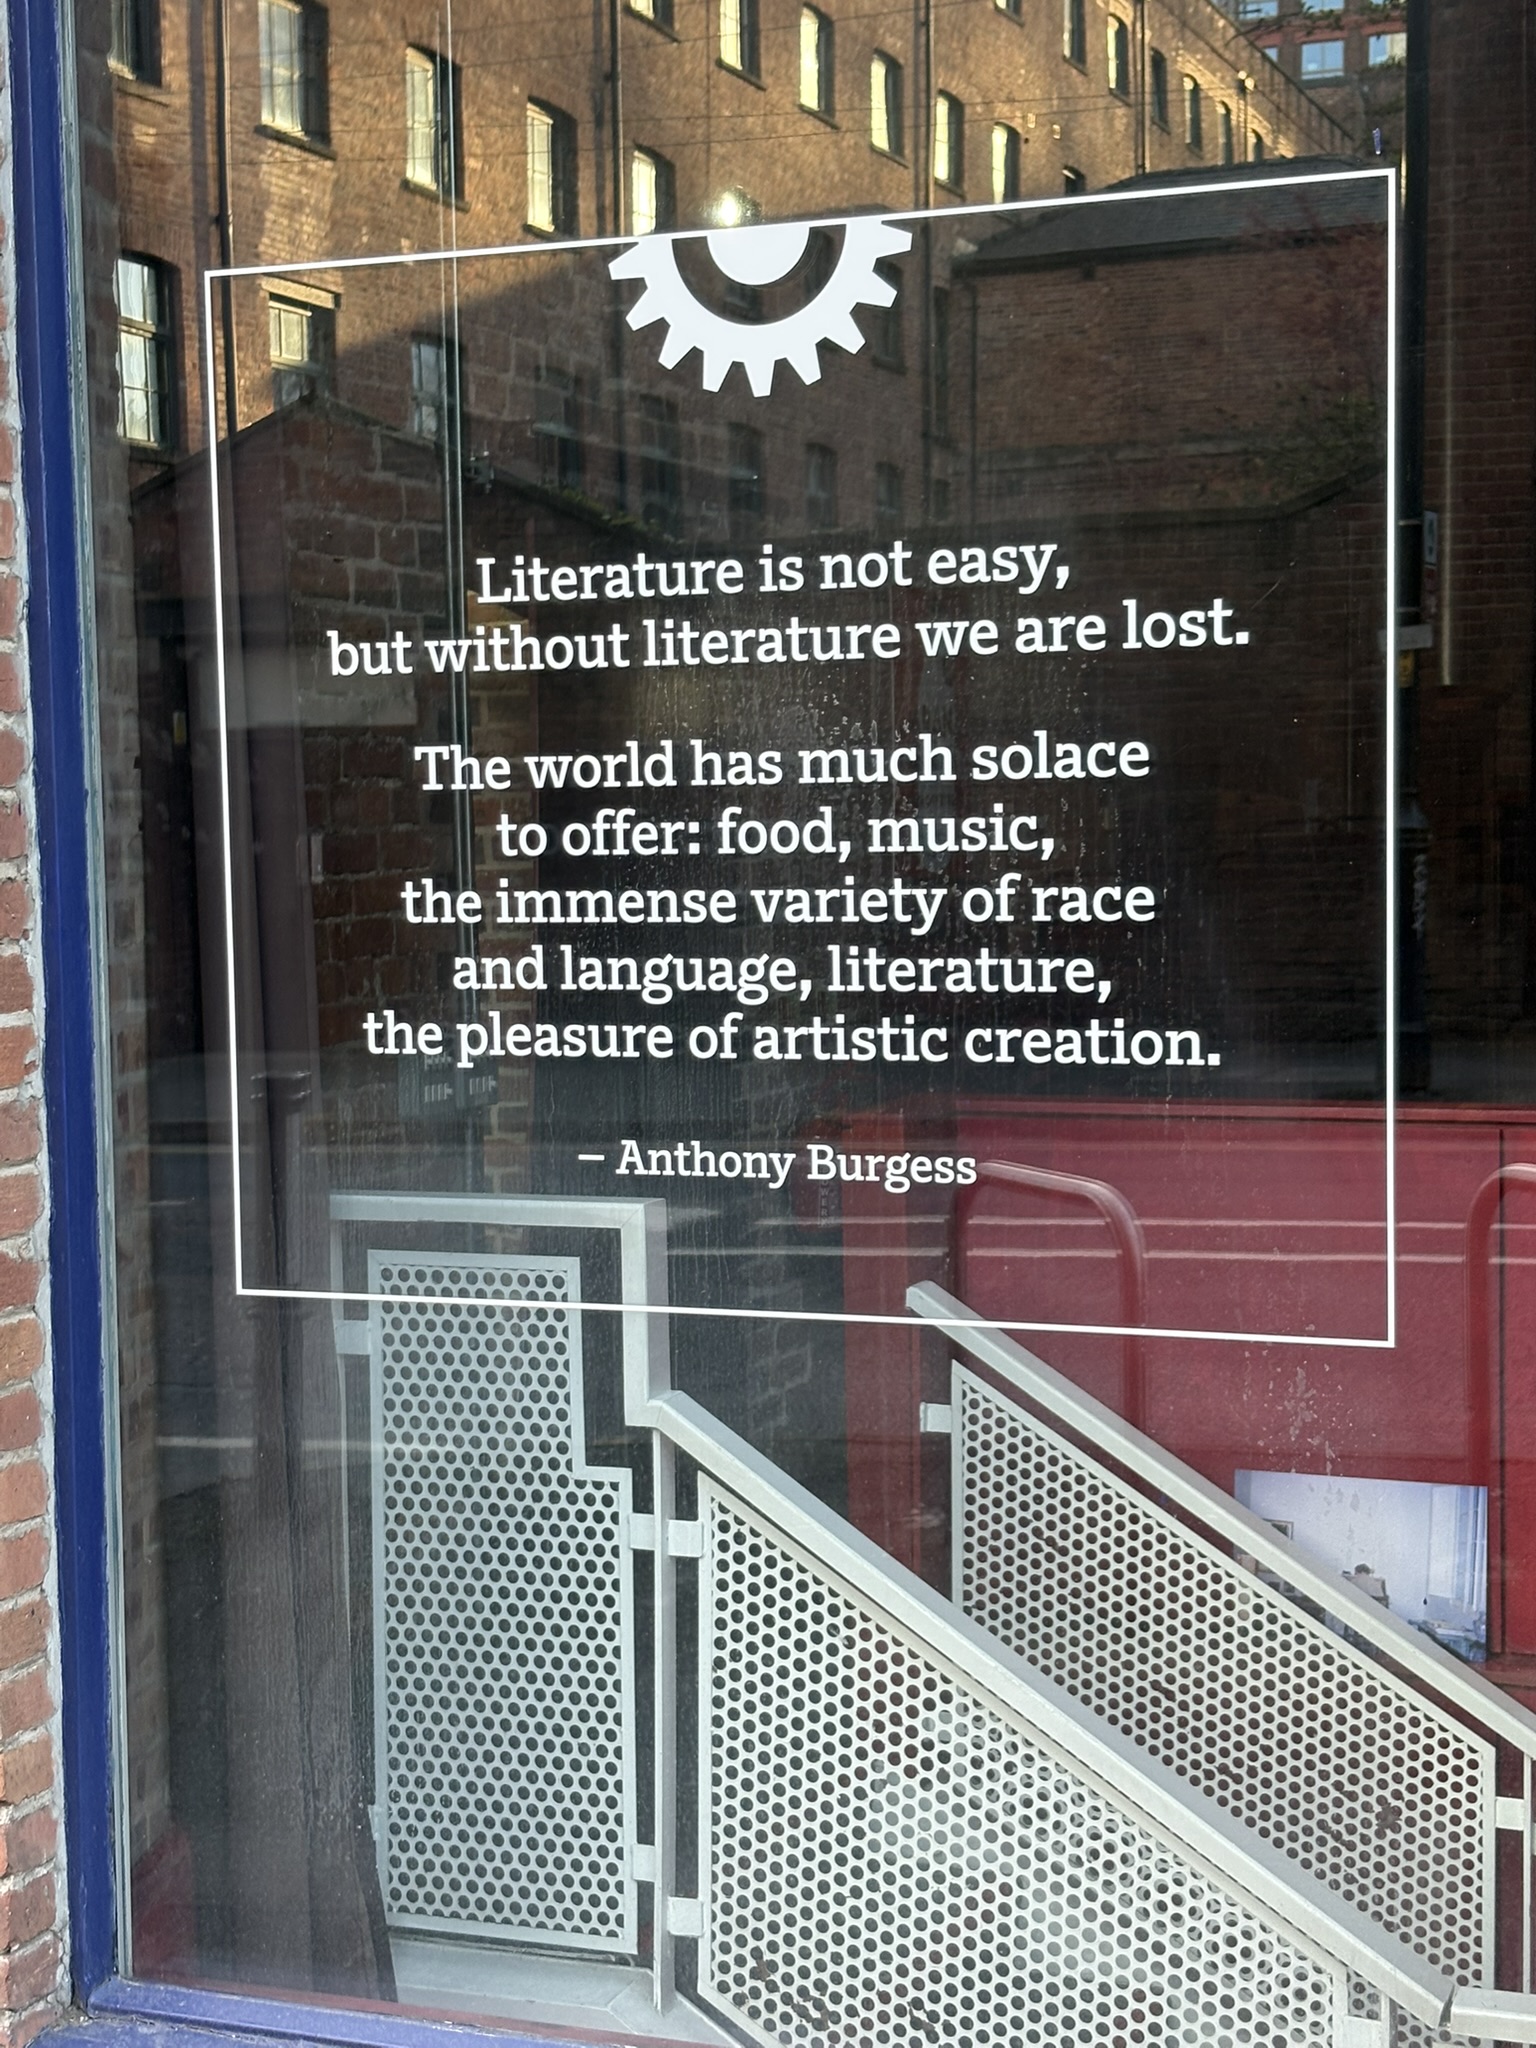 Literature is not easy,
but without literature we are lost.
The world has much solace
to offer: food, music,
the immense variety of race
and language, literature,
the pleasure of artistic creation.
– Anthony Burgess